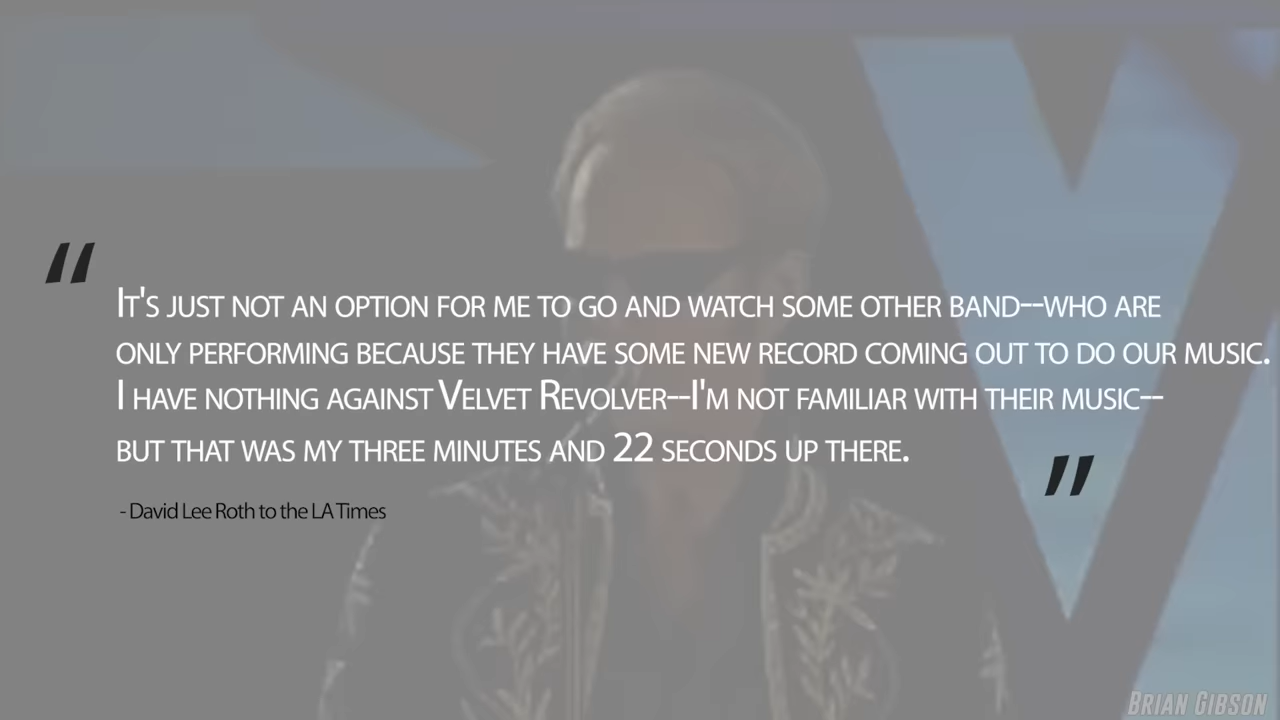 “
It's just not an option for me to go and watch some other band--who are
only performing because they have some new record coming out to do our music.
I have nothing against Velvet Revolver--I'm not familiar with their music--
but that was my three minutes and 22 seconds up there.
”
- David Lee Roth to the LA Times
Brian Gibson